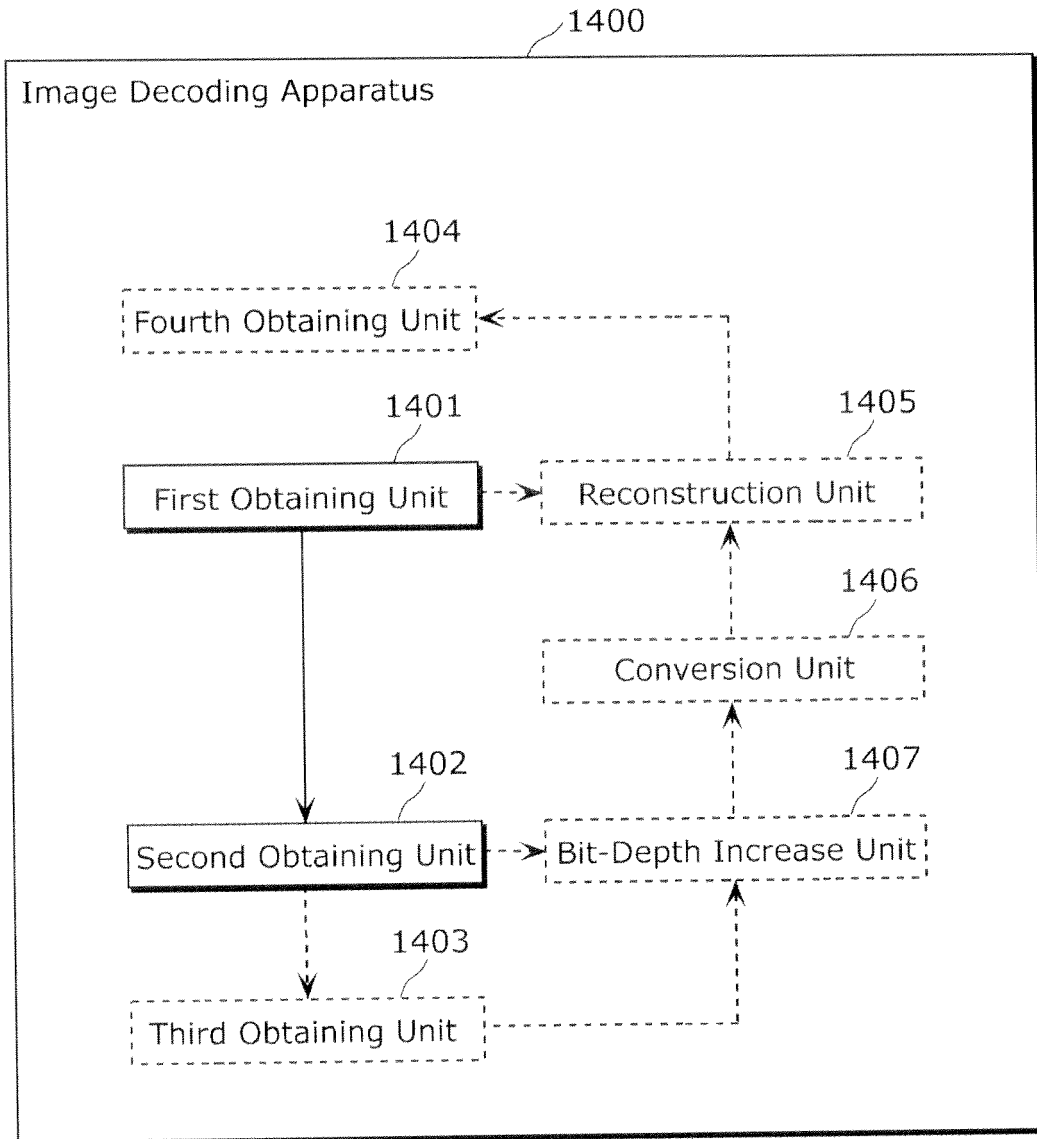 1400
Image Decoding Apparatus
1404
Fourth Obtaining Unit
1401
First Obtaining Unit
1405
Reconstruction Unit
1406
Conversion Unit
1402
Second Obtaining Unit
1407
Bit-Depth Increase Unit
1403
Third Obtaining Unit